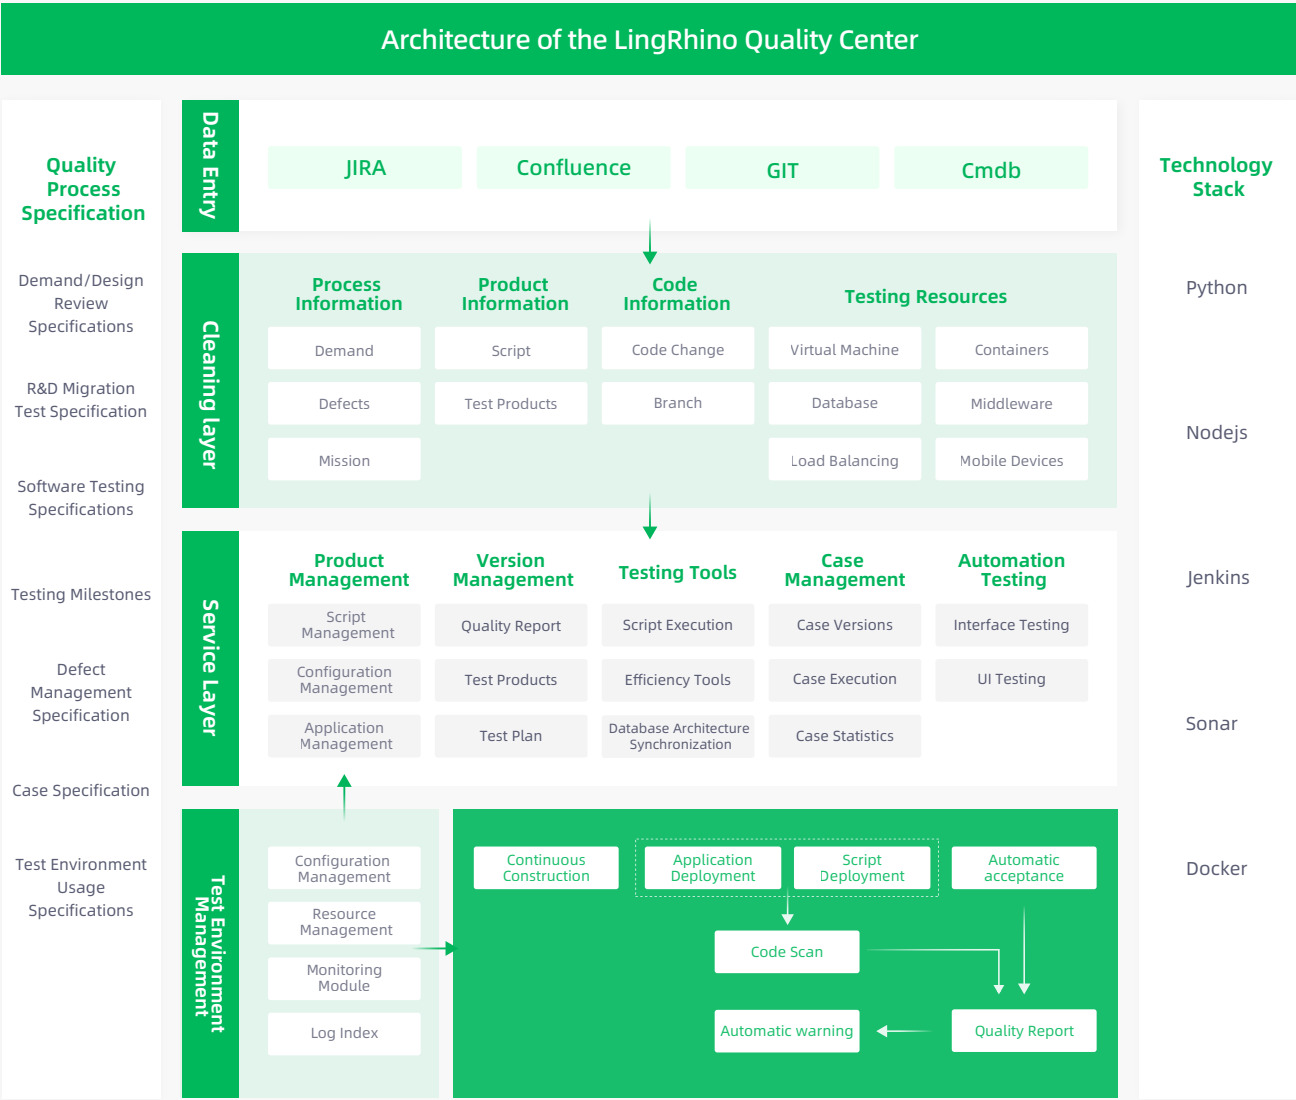 Architecture of the LingRhino Quality Center
Quality
Process
Specification
Demand/Design
Review
Specifications
R&D Migration
Test Specification
Software Testing
Specifications
Testing Milestones
Defect
Management
Specification
Case Specification
Test Environment
Usage
Specifications
Data Entry
JIRA
Confluence
GIT
Cmdb
Cleaning layer
Process
Information
Demand
Defects
Mission
Product
Information
Script
Test Products
Code
Information
Code Change
Branch
Testing Resources
Virtual Machine
Containers
Database
Middleware
Load Balancing
Mobile Devices
Service Layer
Product
Management
Script
Management
Configuration
Management
Application
Management
Version
Management
Quality Report
Test Products
Test Plan
Testing Tools
Script Execution
Efficiency Tools
Database Architecture
Synchronization
Case
Management
Case Versions
Case Execution
Case Statistics
Automation
Testing
Interface Testing
UI Testing
Test Environment
Management
Configuration
Management
Resource
Management
Monitoring
Module
Log Index
Continuous
Construction
Application
Deployment
Script
Deployment
Automatic
acceptance
Code Scan
Automatic warning
Quality Report
Technology
Stack
Python
Nodejs
Jenkins
Sonar
Docker